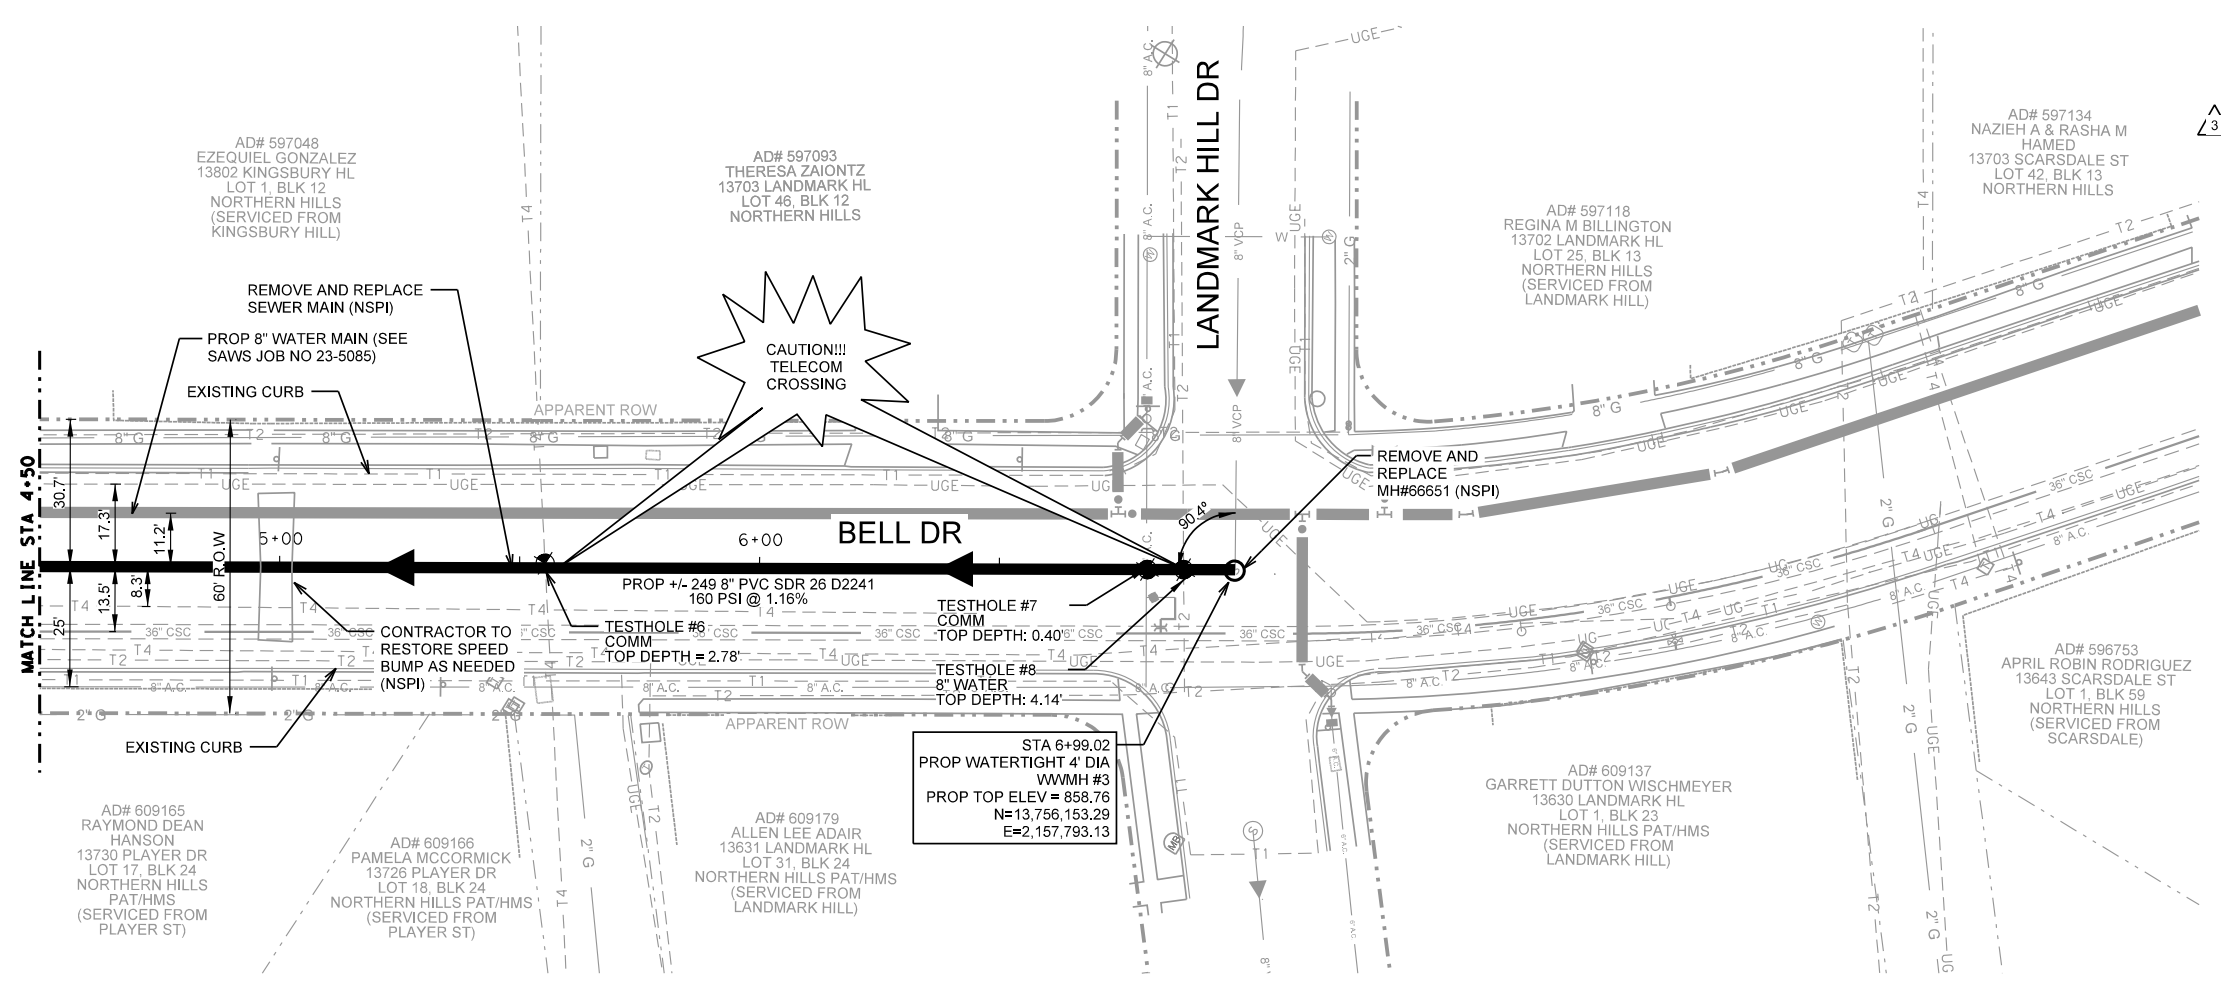 AD# 597048
EZEQUIEL GONZALEZ
13802 KINGSBURY HL
LOT 1, BLK 12
NORTHERN HILLS
(SERVICED FROM
KINGSBURY HILL)
AD# 597093
THERESA ZAIONTZ
13703 LANDMARK HL
LOT 46, BLK 12
NORTHERN HILLS
LANDMARK HILL DR
AD# 597118
REGINA M BILLINGTON
13702 LANDMARK HL
LOT 25, BLK 13
NORTHERN HILLS
(SERVICED FROM
LANDMARK HILL)
AD# 597134
NAZIEH A & RASHA M
HAMED
13703 SCARSDALE ST
LOT 42, BLK 13
NORTHERN HILLS
3
REMOVE AND REPLACE
SEWER MAIN (NSPI)
PROP 8" WATER MAIN (SEE
SAWS JOB NO 23-5085)
EXISTING CURB
CAUTION!!!
TELECOM
CROSSING
APPARENT ROW
MATCH LINE STA 4+50
30.7'
17.3'
11.2'
13.5'
8.3'
25'
60' R.O.W
5+00
6+00
BELL DR
90.4°
REMOVE AND
REPLACE
MH#66651 (NSPI)
PROP +/- 249 8" PVC SDR 26 D2241
160 PSI @ 1.16%
TESTHOLE #6
COMM
TOP DEPTH = 2.78'
TESTHOLE #7
COMM
TOP DEPTH: 0.40'
TESTHOLE #8
8" WATER
TOP DEPTH: 4.14'
CONTRACTOR TO
RESTORE SPEED
BUMP AS NEEDED
(NSPI)
EXISTING CURB
APPARENT ROW
STA 6+99.02
PROP WATERTIGHT 4' DIA
WWMH #3
PROP TOP ELEV = 858.76
N=13,756,153.29
E=2,157,793.13
AD# 609165
RAYMOND DEAN
HANSON
13730 PLAYER DR
LOT 17, BLK 24
NORTHERN HILLS
PAT/HMS
(SERVICED FROM
PLAYER ST)
AD# 609166
PAMELA MCCORMICK
13726 PLAYER DR
LOT 18, BLK 24
NORTHERN HILLS PAT/HMS
(SERVICED FROM
PLAYER ST)
AD# 609179
ALLEN LEE ADAIR
13631 LANDMARK HL
LOT 31, BLK 24
NORTHERN HILLS PAT/HMS
(SERVICED FROM
LANDMARK HILL)
AD# 609137
GARRETT DUTTON WISCHMEYER
13630 LANDMARK HL
LOT 1, BLK 23
NORTHERN HILLS PAT/HMS
(SERVICED FROM
LANDMARK HILL)
AD# 596753
APRIL ROBIN RODRIGUEZ
13643 SCARSDALE ST
LOT 1, BLK 59
NORTHERN HILLS
(SERVICED FROM
SCARSDALE)
8" G
T2
T1
UGE
T4
36" CSC
8" A.C.
2" G
8" VCP
W
MB